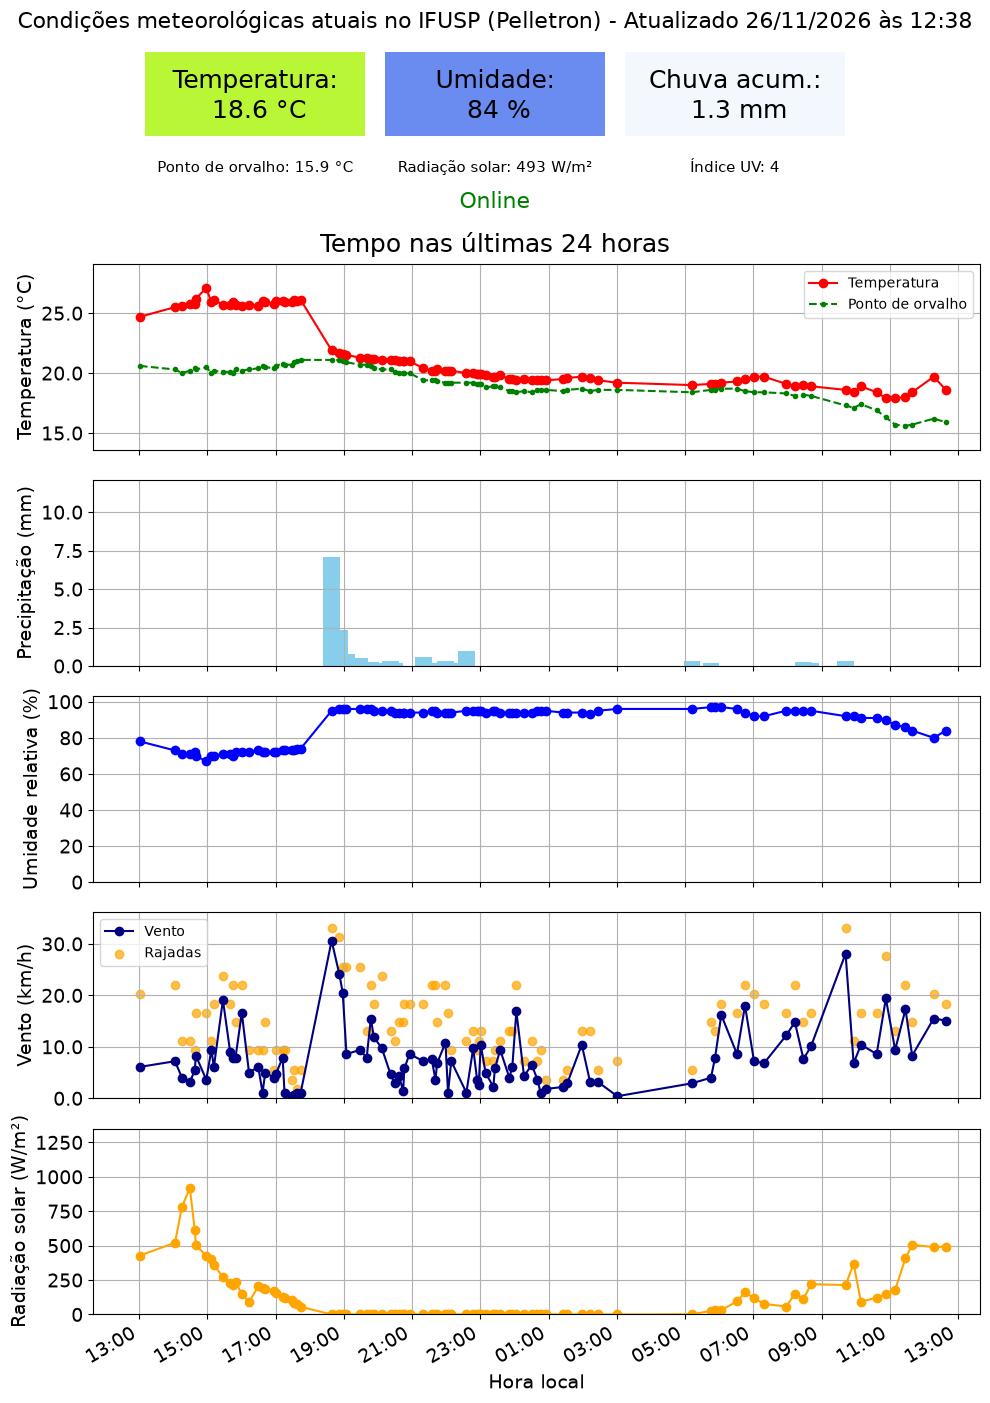 Condições meteorológicas atuais no IFUSP (Pelletron) - Atualizado 26/11/2026 às 12:38
Temperatura:
18.6 °C
Umidade:
84 %
Chuva acum.:
1.3 mm
Ponto de orvalho: 15.9 °C
Radiação solar: 493 W/m²
Índice UV: 4
Online
Tempo nas últimas 24 horas
Temperatura (°C)
25.0
20.0
15.0
Temperatura
Ponto de orvalho
Precipitação (mm)
10.0
7.5
5.0
2.5
0.0
Umidade relativa (%)
100
80
60
40
20
0
Vento (km/h)
30.0
20.0
10.0
0.0
Vento
Rajadas
Radiação solar (W/m²)
1250
1000
750
500
250
0
13:00
15:00
17:00
19:00
21:00
23:00
01:00
03:00
05:00
07:00
09:00
11:00
13:00
Hora local